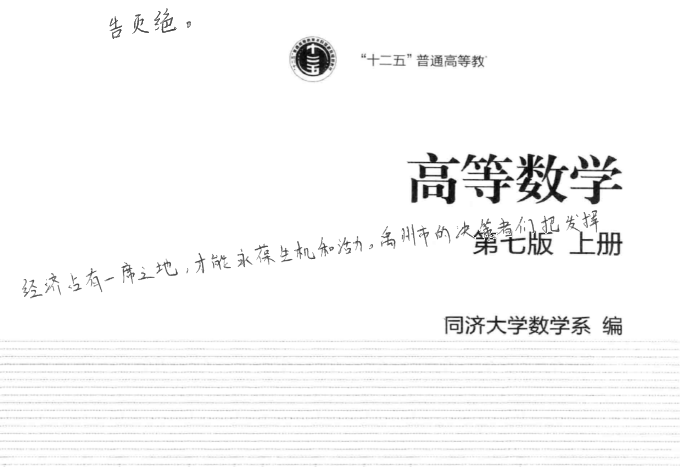 告页绝。
“十二五”普通高等教
高等数学
第七版 上册
经济占有一席之地，才能永葆生机和活力。禹州市的决策者们把发挥
同济大学数学系 编